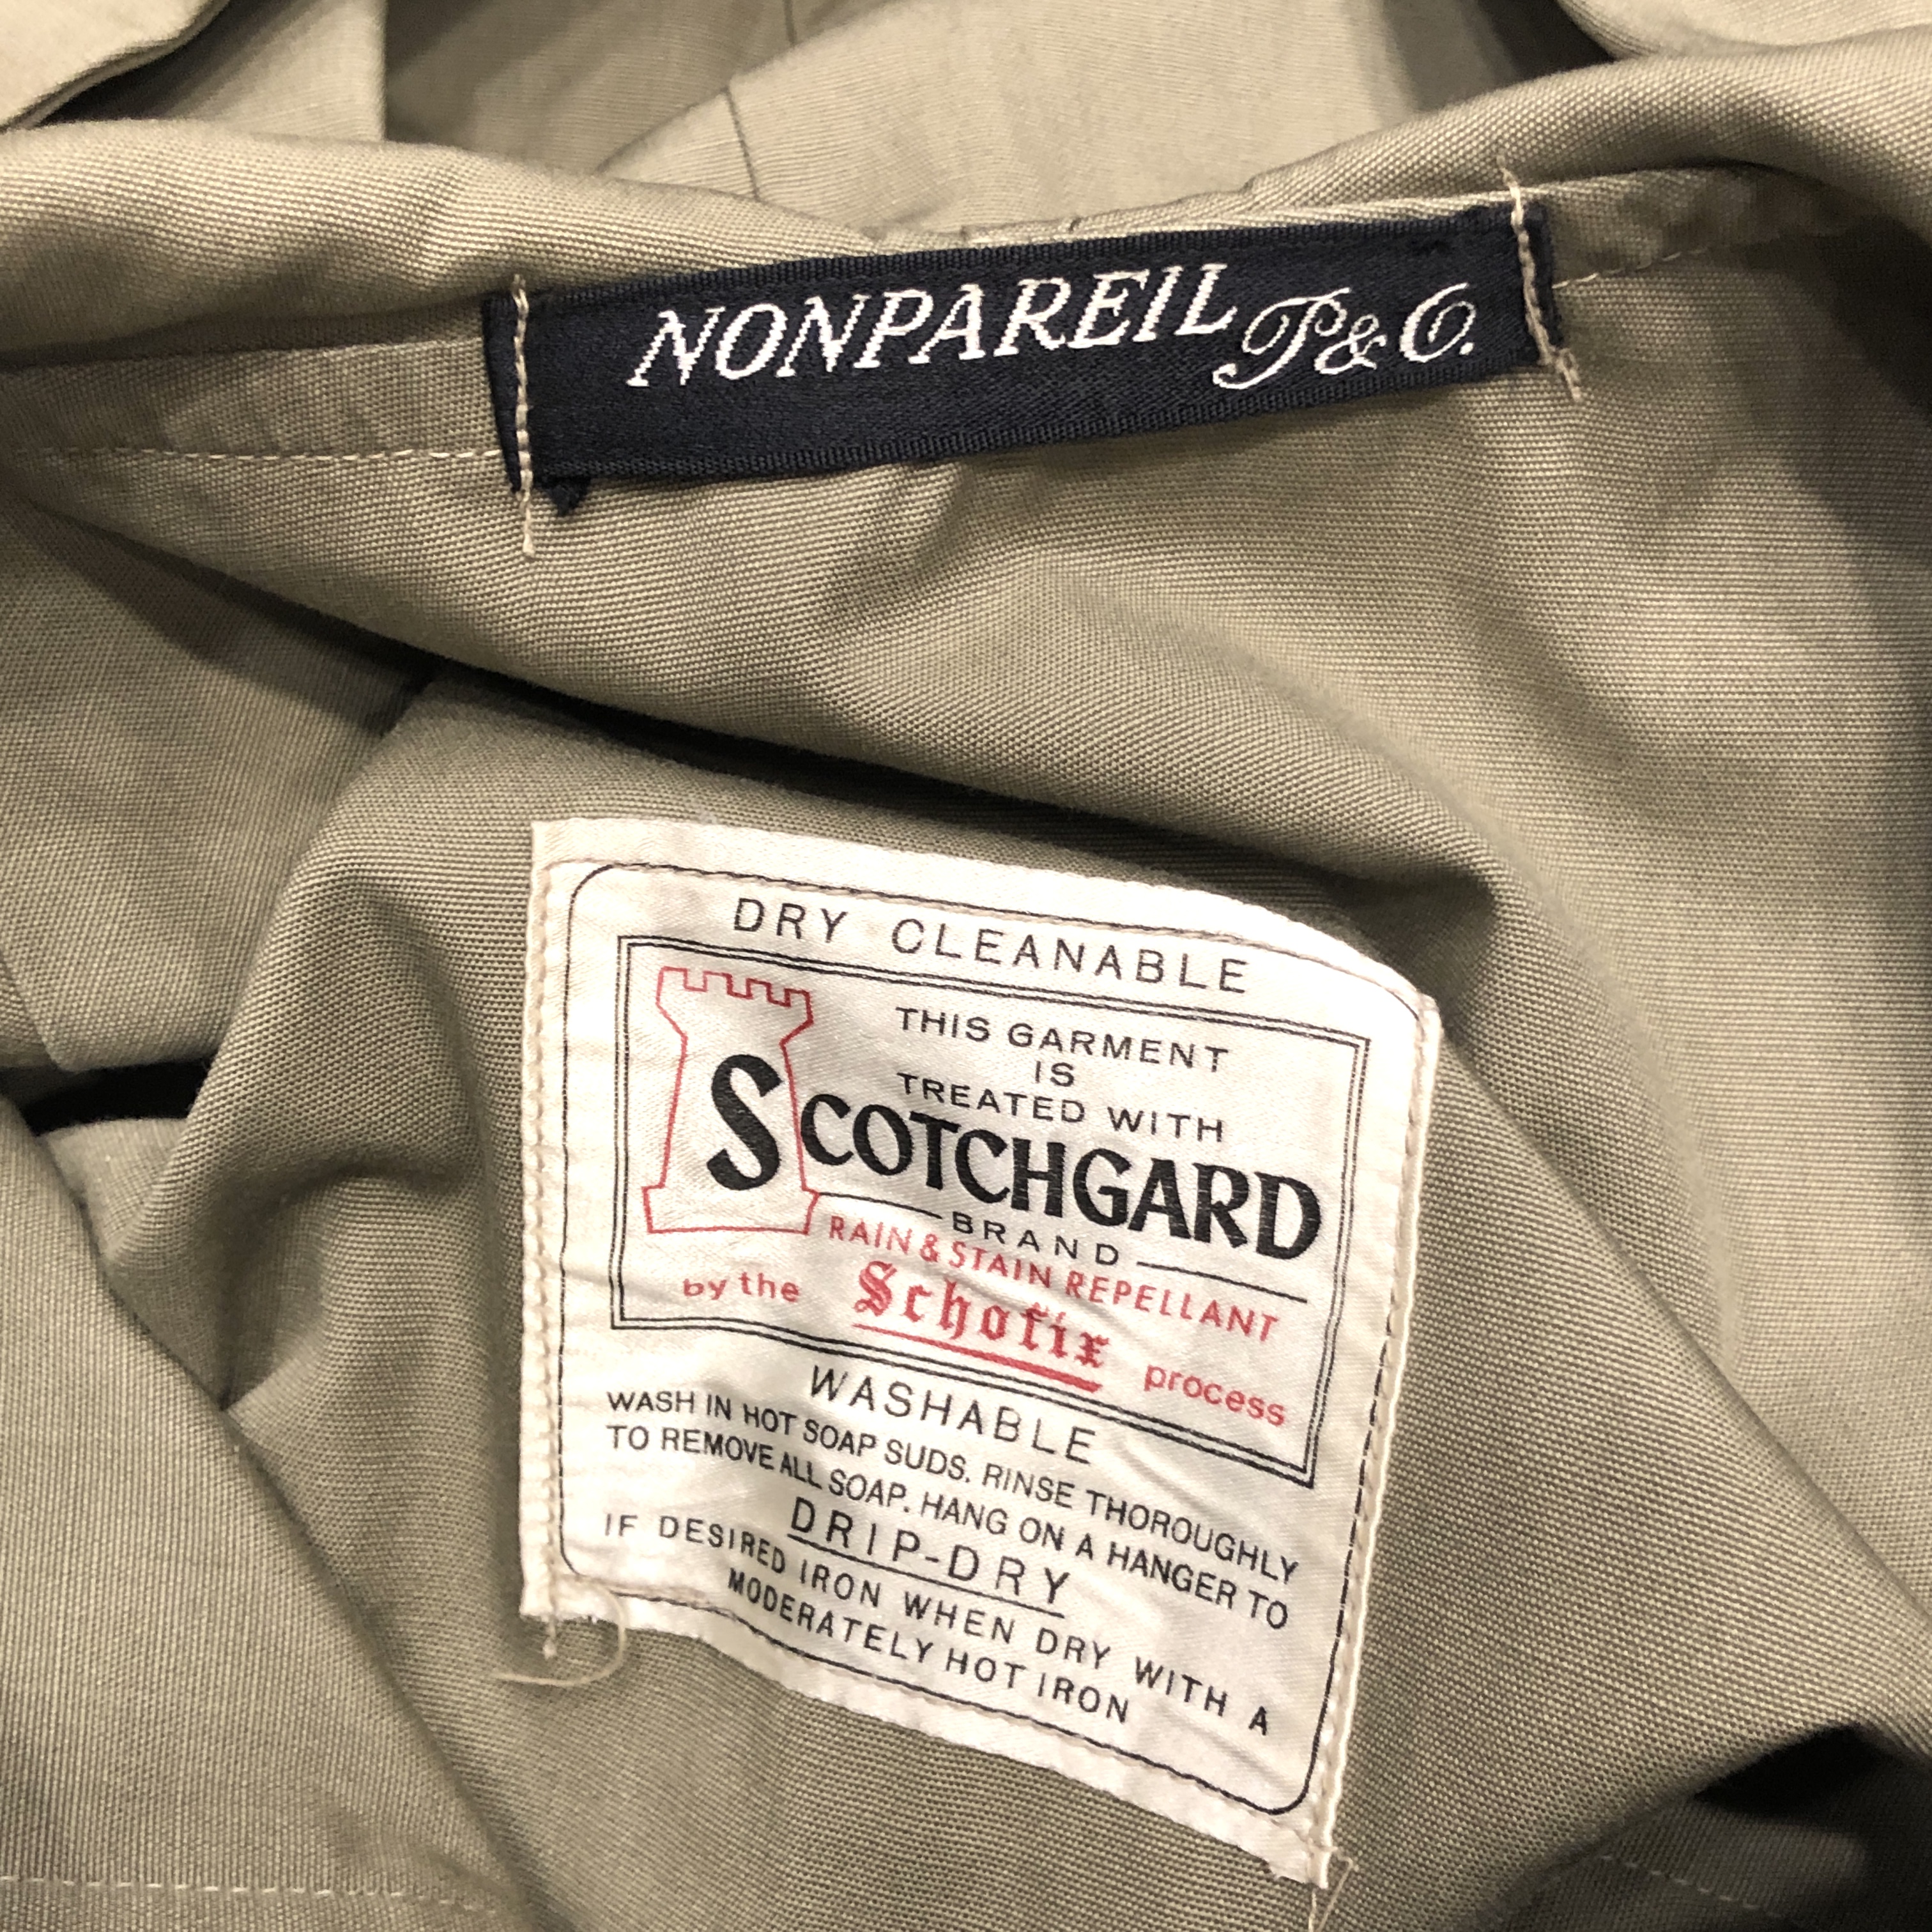 NONPAREIL P&Co.
DRY CLEANABLE
THIS GARMENT
IS
TREATED WITH
SCOTCHGARD
BRAND
RAIN & STAIN REPELLANT
by the Schofix process
WASHABLE
WASH IN HOT SOAP SUDS. RINSE THOROUGHLY
TO REMOVE ALL SOAP. HANG ON A HANGER TO
DRIP-DRY
IF DESIRED IRON WHEN DRY WITH A
MODERATELY HOT IRON